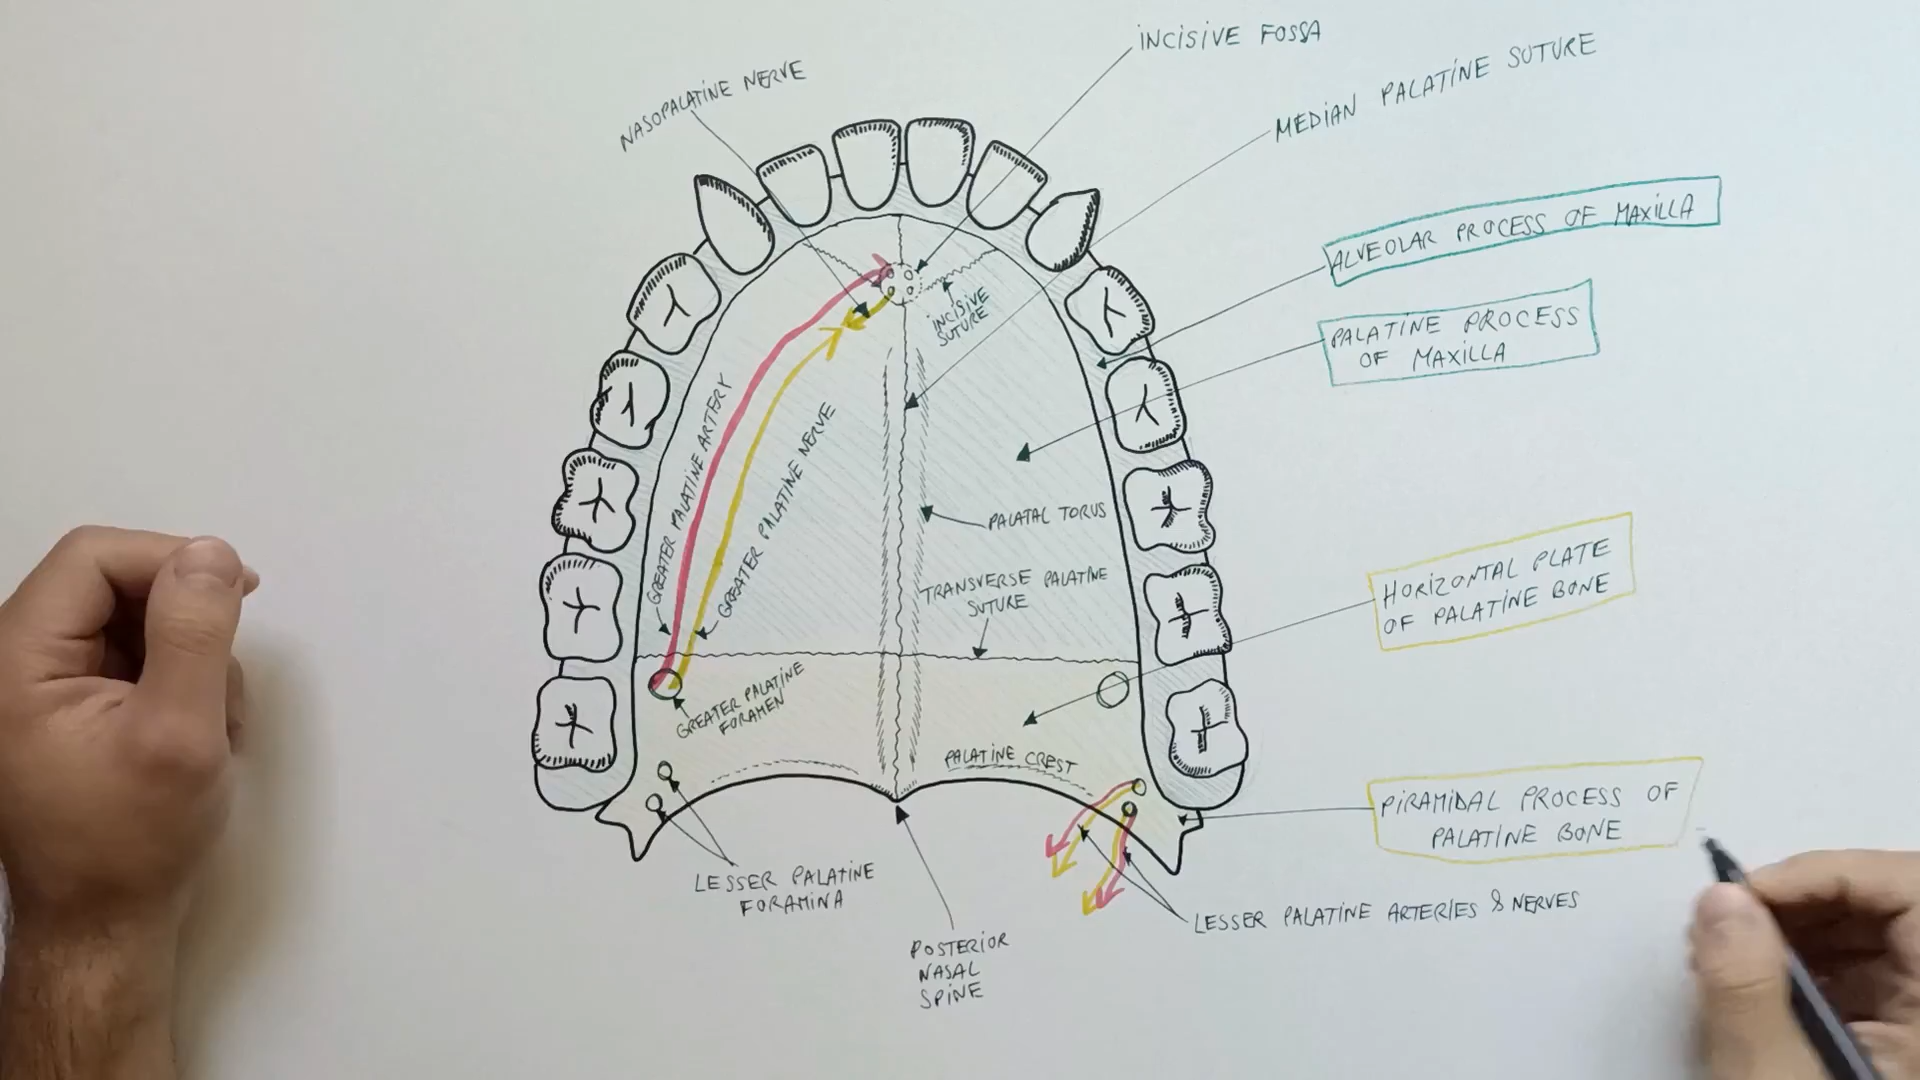 INCISIVE FOSSA
MEDIAN PALATINE SUTURE
NASOPALATINE NERVE
ALVEOLAR PROCESS OF MAXILLA
PALATINE PROCESS
OF MAXILLA
INCISIVE
SUTURE
GREATER PALATINE ARTERY
GREATER PALATINE NERVE
PALATAL TORUS
TRANSVERSE PALATINE
SUTURE
HORIZONTAL PLATE
OF PALATINE BONE
GREATER PALATINE
FORAMEN
PALATINE CREST
PIRAMIDAL PROCESS OF
PALATINE BONE
LESSER PALATINE
FORAMINA
LESSER PALATINE ARTERIES & NERVES
POSTERIOR
NASAL
SPINE